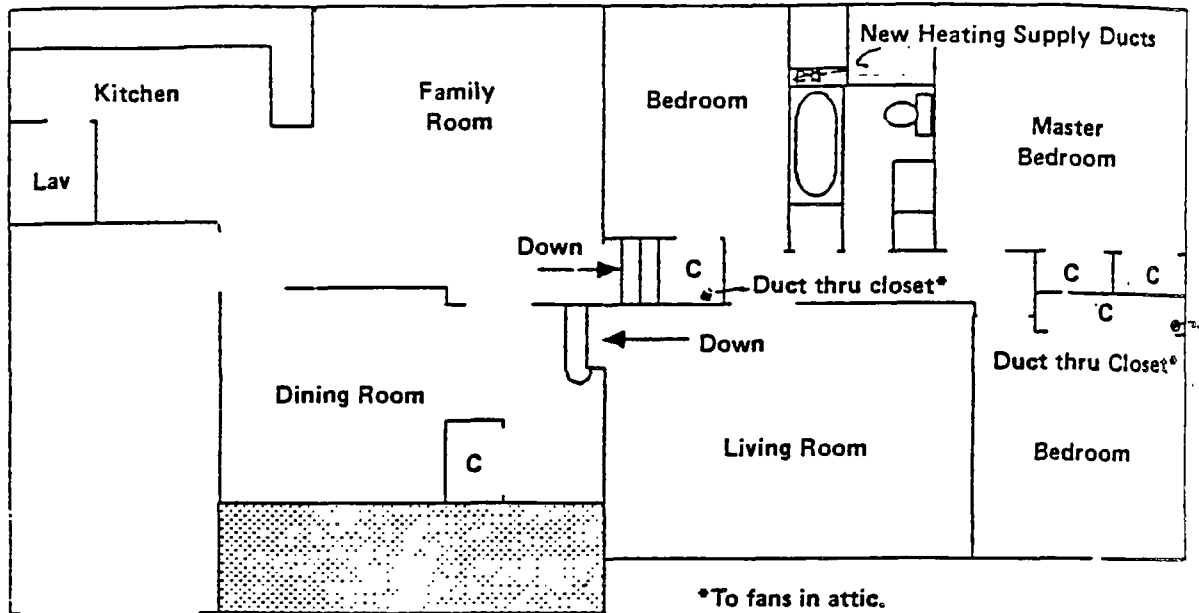 New Heating Supply Ducts
Kitchen
Family
Room
Bedroom
Master
Bedroom
Lav
Down
C
Duct thru closet*
C
C
C
Down
Duct thru Closet*
Dining Room
C
Living Room
Bedroom
*To fans in attic.